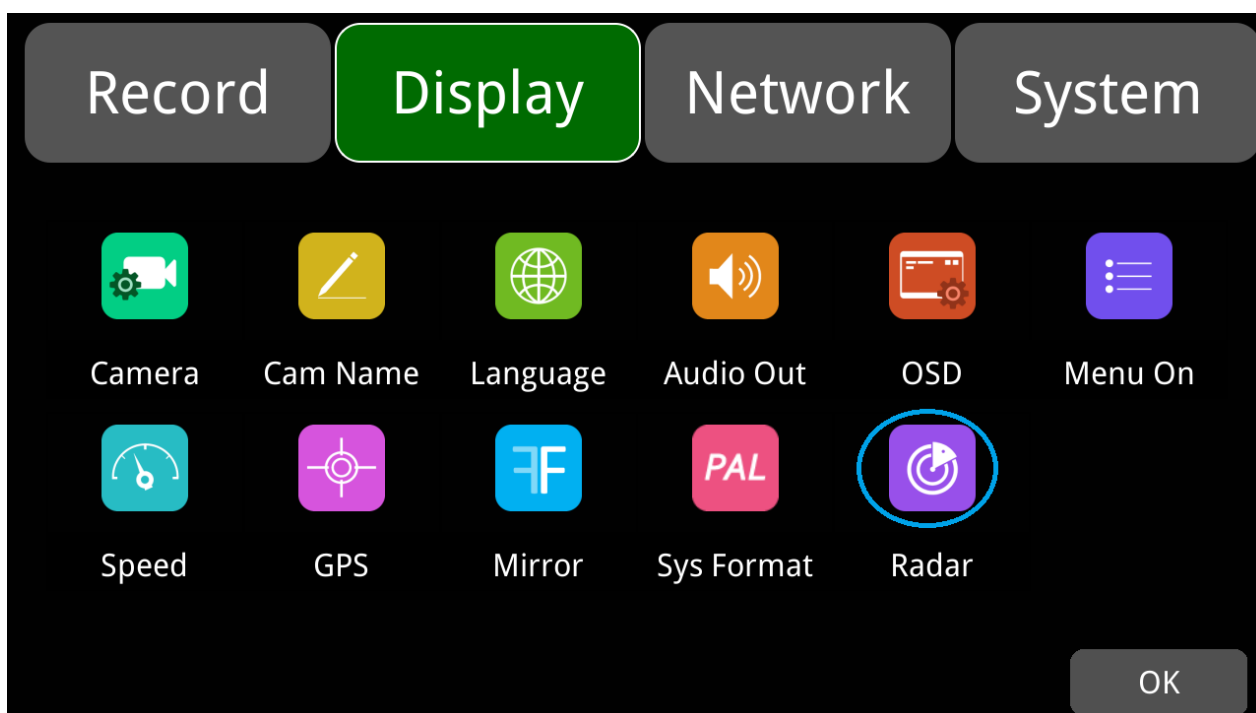 Record Display Network System
Camera Cam Name Language Audio Out OSD Menu On
PAL
Speed GPS Mirror Sys Format Radar
OK